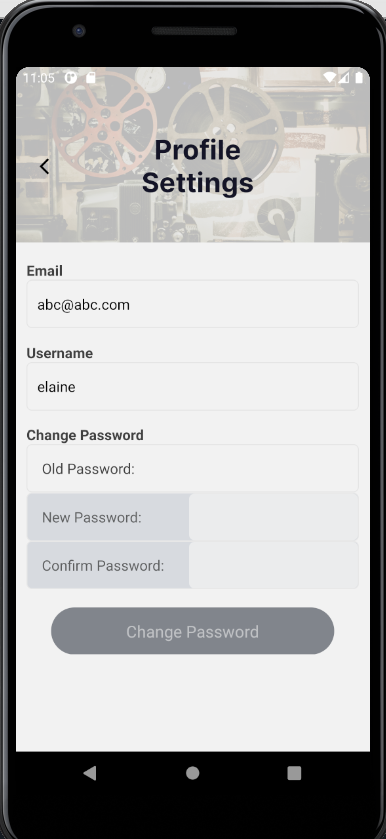 11:05
Profile
Settings
Email
abc@abc.com
Username
elaine
Change Password
Old Password:
New Password:
Confirm Password:
Change Password